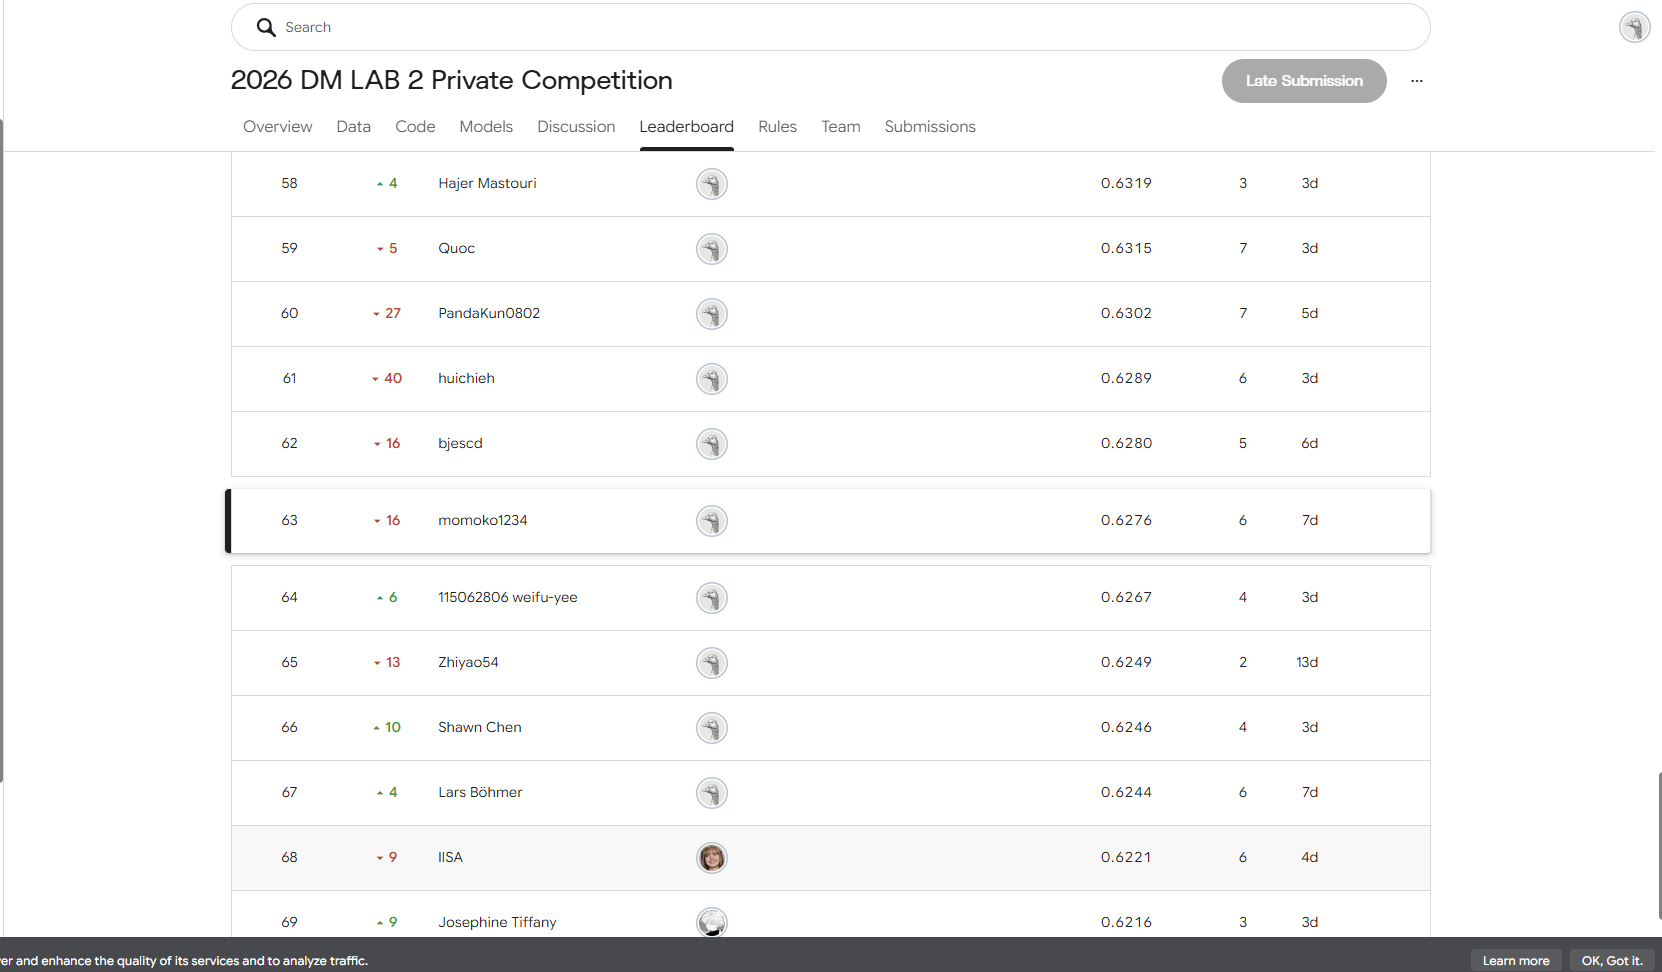 Search
2026 DM LAB 2 Private Competition
Late Submission
...
Overview Data Code Models Discussion Leaderboard Rules Team Submissions
58 4 Hajer Mastouri 0.6319 3 3d
59 5 Quoc 0.6315 7 3d
60 27 PandaKun0802 0.6302 7 5d
61 40 huichieh 0.6289 6 3d
62 16 bjescd 0.6280 5 6d
63 16 momoko1234 0.6276 6 7d
64 6 115062806 weifu-yee 0.6267 4 3d
65 13 Zhiyao54 0.6249 2 13d
66 10 Shawn Chen 0.6246 4 3d
67 4 Lars Böhmer 0.6244 6 7d
68 9 IISA 0.6221 6 4d
69 9 Josephine Tiffany 0.6216 3 3d
er and enhance the quality of its services and to analyze traffic.
Learn more OK, Got it.